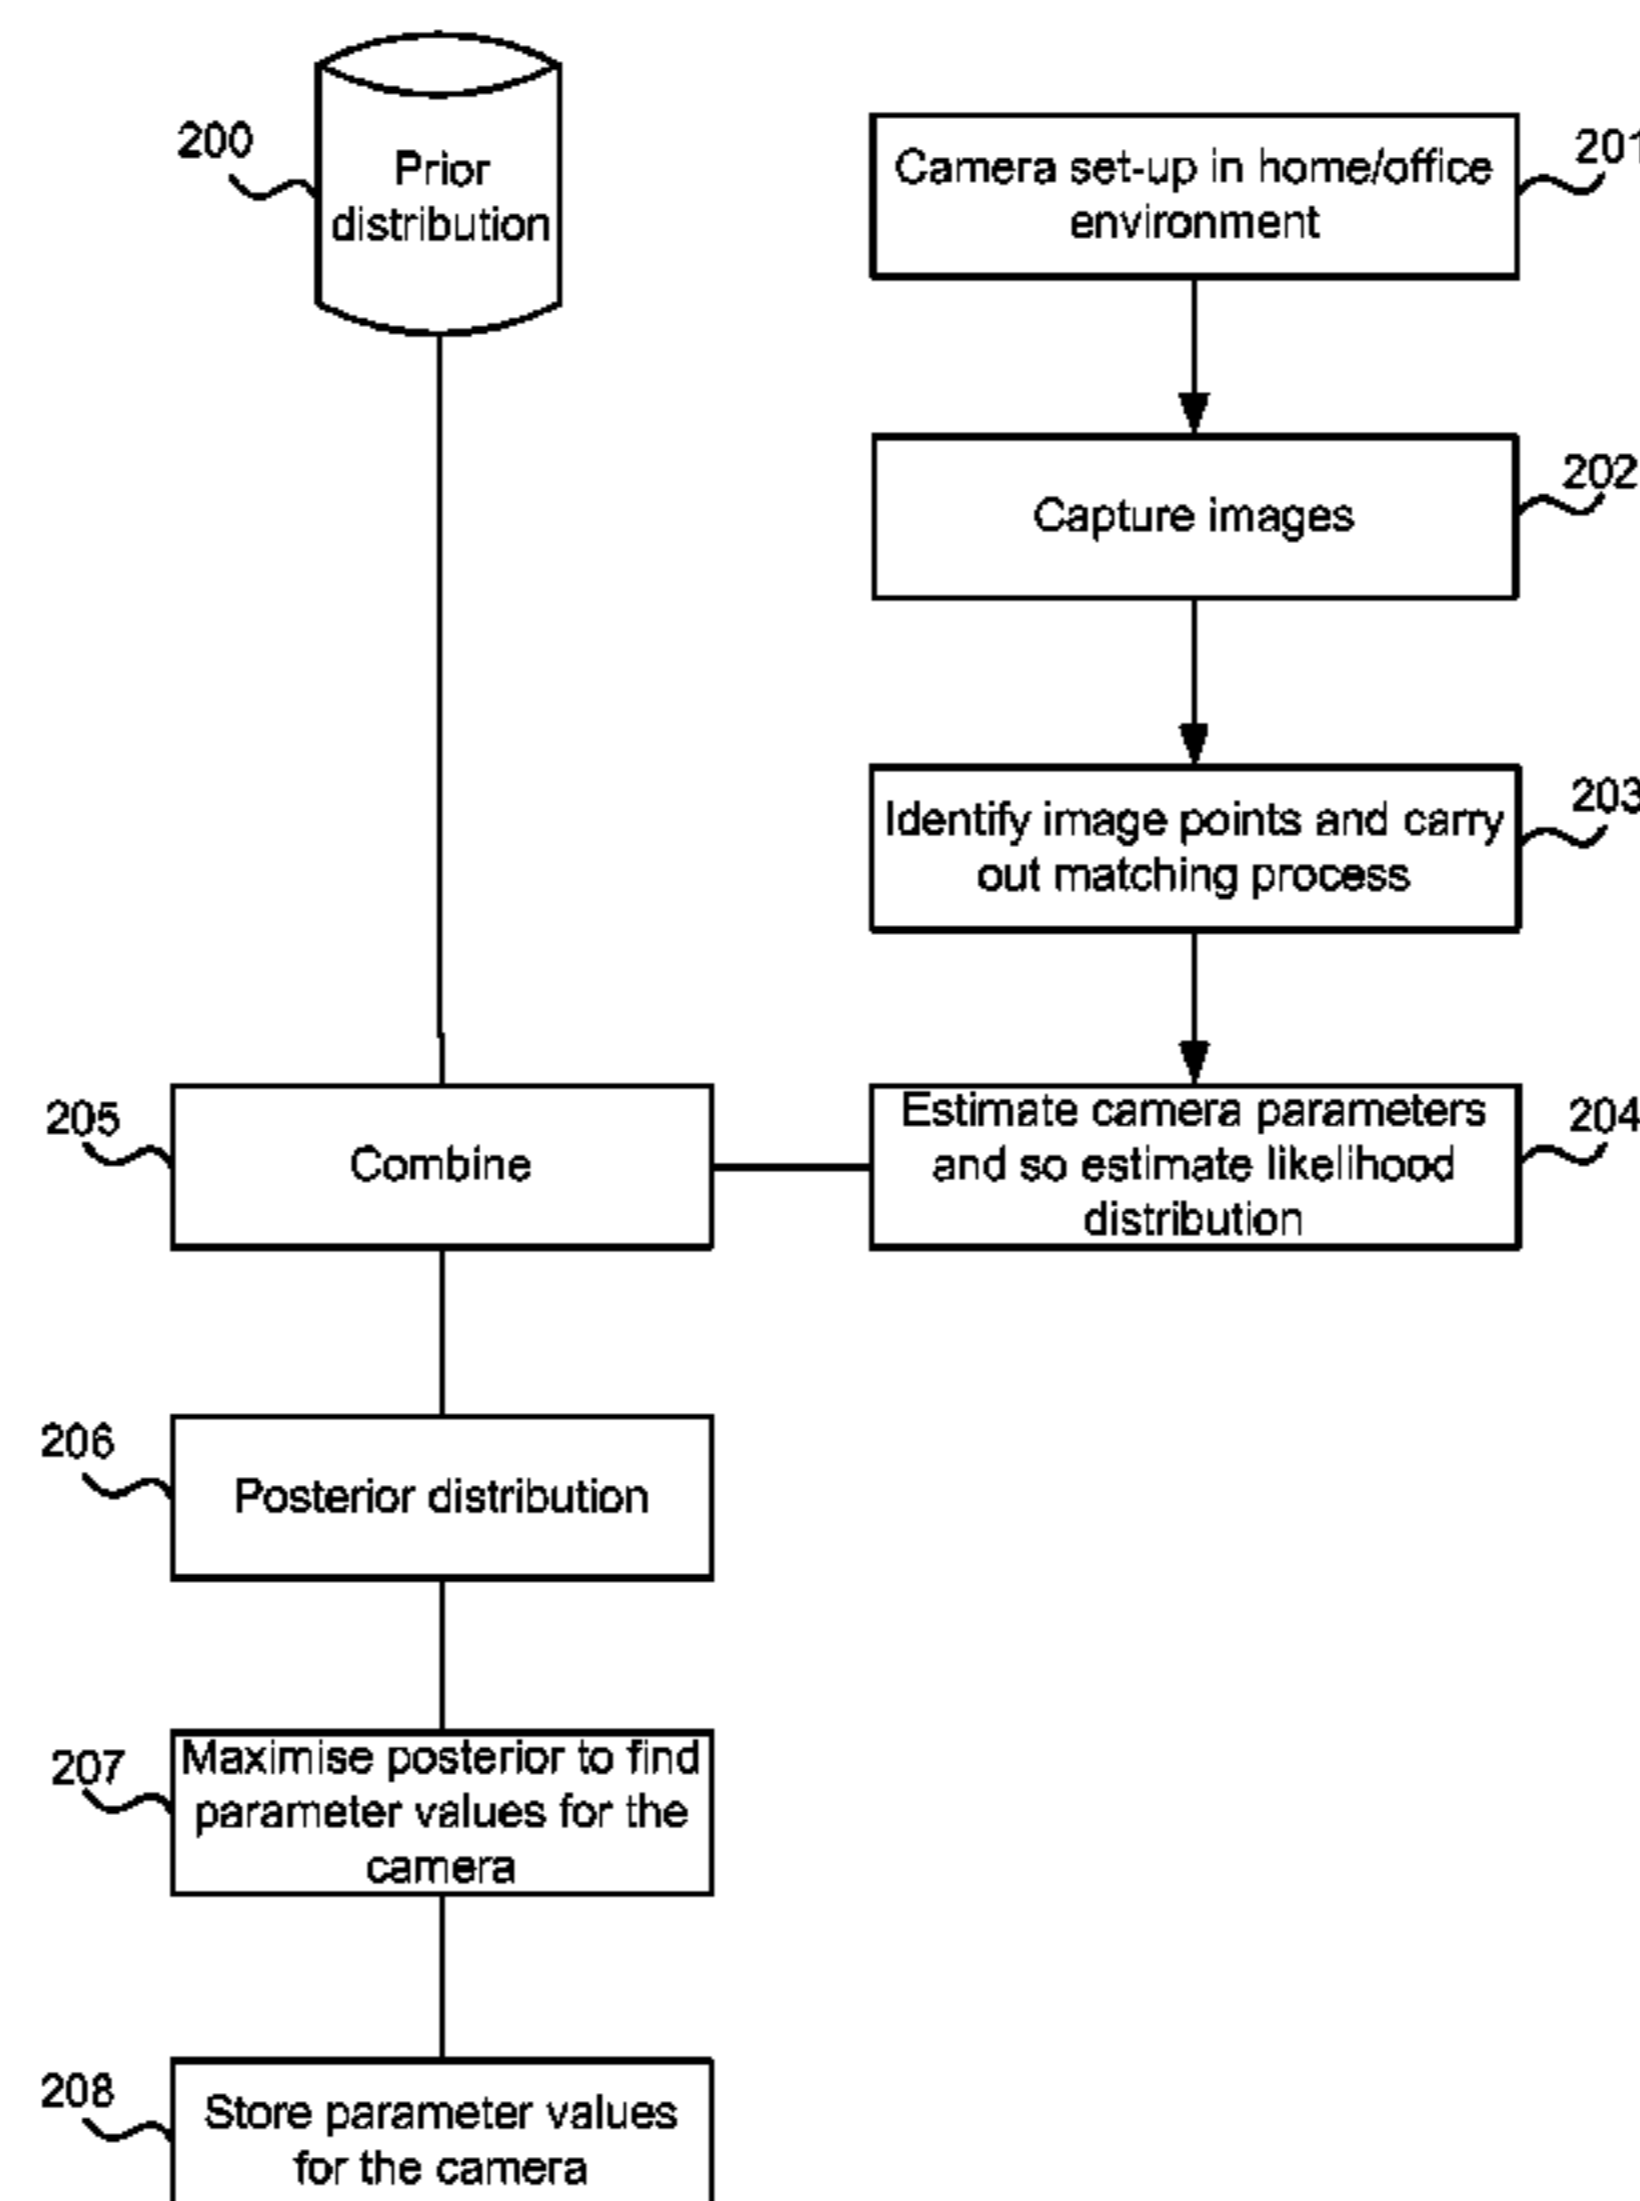 200
Prior
distribution
201
Camera set-up in home/office
environment
202
Capture images
203
Identify image points and carry
out matching process
204
Estimate camera parameters
and so estimate likelihood
distribution
205
Combine
206
Posterior distribution
207
Maximise posterior to find
parameter values for the
camera
208
Store parameter values
for the camera